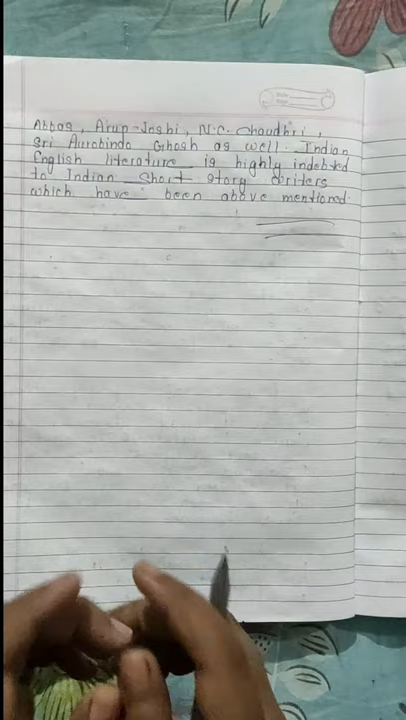 Abbas, Arup-Joshi, N.C. Chaudhri,
Sri Aurobindo Ghosh as well. Indian
English literature is highly indebted
to Indian Short story writers
which have been above mentioned.